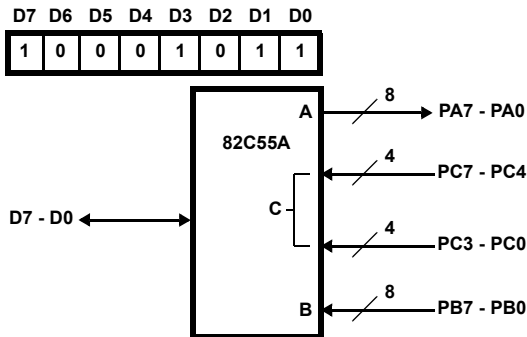 D7 D6 D5 D4 D3 D2 D1 D0
1 0 0 0 1 0 1 1
A
8
PA7 - PA0
82C55A
4
PC7 - PC4
C
D7 - D0
4
PC3 - PC0
8
B
PB7 - PB0